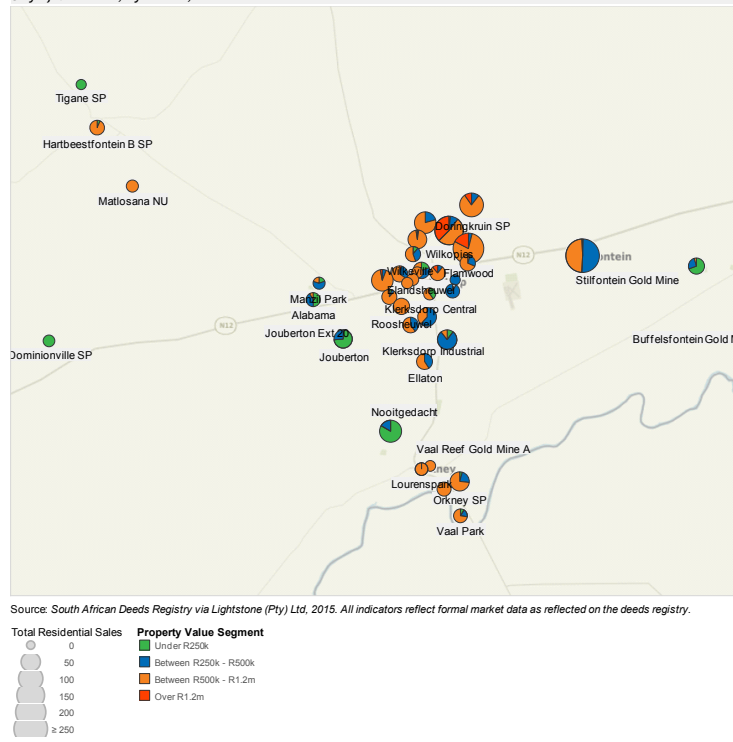 Tigane SP
Hartbeestfontein B SP
Matlosana NU
Doringkruin SP
N12
ntein
Wilkopies
Wilkeville
Flamwood
Stilfontein Gold Mine
Elandsheuwel
p
Manzil Park
Alabama
Klerksdorp Central
N12
Roosheuwel
Jouberton Ext 20
Buffelsfontein Gold M
Dominionville SP
Jouberton
Klerksdorp Industrial
Ellaton
Nooitgedacht
Vaal Reef Gold Mine A
ney
Lourenspark
Orkney SP
Vaal Park
Source: South African Deeds Registry via Lightstone (Pty) Ltd, 2015. All indicators reflect formal market data as reflected on the deeds registry.
Total Residential Sales
0
50
100
150
200
≥ 250
Property Value Segment
Under R250k
Between R250k - R500k
Between R500k - R1.2m
Over R1.2m